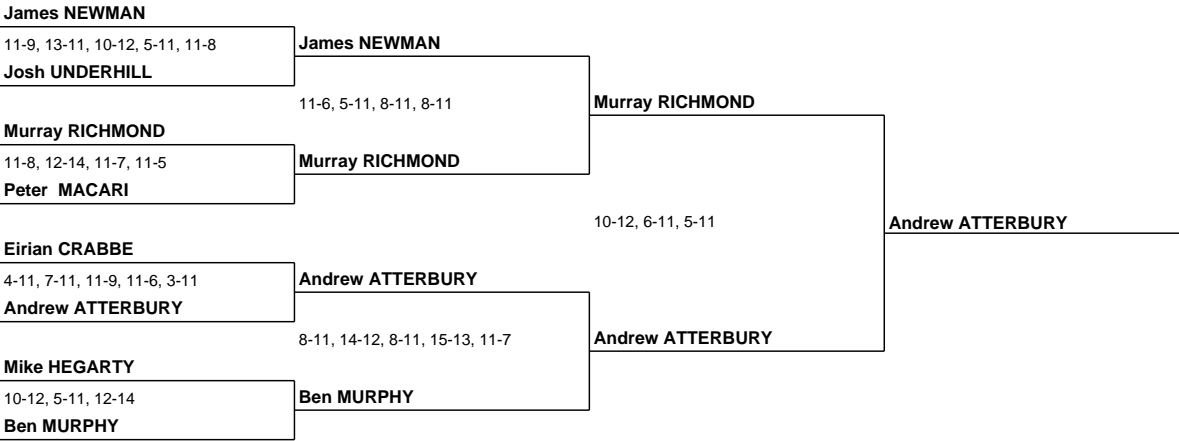 James NEWMAN
11-9, 13-11, 10-12, 5-11, 11-8
James NEWMAN
Josh UNDERHILL
11-6, 5-11, 8-11, 8-11
Murray RICHMOND
Murray RICHMOND
11-8, 12-14, 11-7, 11-5
Murray RICHMOND
Peter MACARI
10-12, 6-11, 5-11
Andrew ATTERBURY
Eirian CRABBE
4-11, 7-11, 11-9, 11-6, 3-11
Andrew ATTERBURY
Andrew ATTERBURY
8-11, 14-12, 8-11, 15-13, 11-7
Andrew ATTERBURY
Mike HEGARTY
10-12, 5-11, 12-14
Ben MURPHY
Ben MURPHY